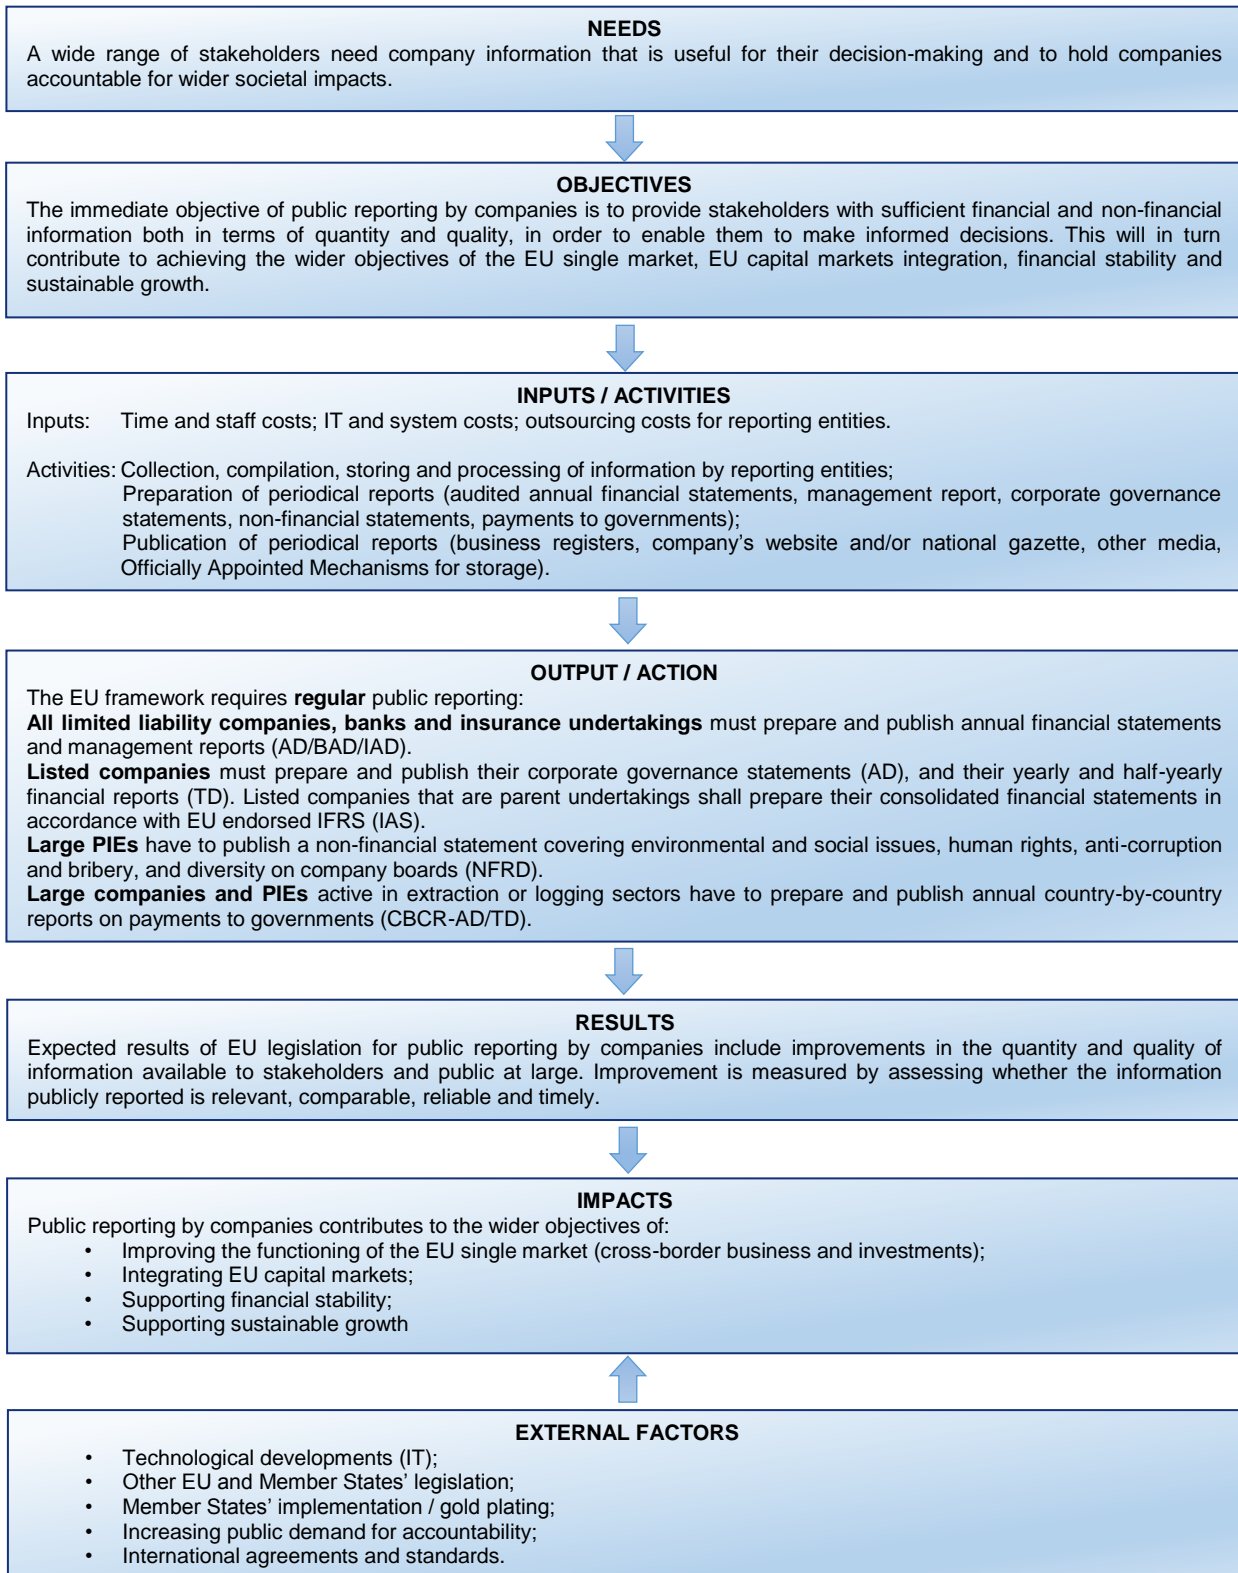 NEEDS
A wide range of stakeholders need company information that is useful for their decision-making and to hold companies
accountable for wider societal impacts.
OBJECTIVES
The immediate objective of public reporting by companies is to provide stakeholders with sufficient financial and non-financial
information both in terms of quantity and quality, in order to enable them to make informed decisions. This will in turn
contribute to achieving the wider objectives of the EU single market, EU capital markets integration, financial stability and
sustainable growth.
INPUTS / ACTIVITIES
Inputs: Time and staff costs; IT and system costs; outsourcing costs for reporting entities.
Activities: Collection, compilation, storing and processing of information by reporting entities;
Preparation of periodical reports (audited annual financial statements, management report, corporate governance
statements, non-financial statements, payments to governments);
Publication of periodical reports (business registers, company's website and/or national gazette, other media,
Officially Appointed Mechanisms for storage).
OUTPUT / ACTION
The EU framework requires regular public reporting:
All limited liability companies, banks and insurance undertakings must prepare and publish annual financial statements
and management reports (AD/BAD/IAD).
Listed companies must prepare and publish their corporate governance statements (AD), and their yearly and half-yearly
financial reports (TD). Listed companies that are parent undertakings shall prepare their consolidated financial statements in
accordance with EU endorsed IFRS (IAS).
Large PIEs have to publish a non-financial statement covering environmental and social issues, human rights, anti-corruption
and bribery, and diversity on company boards (NFRD).
Large companies and PIEs active in extraction or logging sectors have to prepare and publish annual country-by-country
reports on payments to governments (CBCR-AD/TD).
RESULTS
Expected results of EU legislation for public reporting by companies include improvements in the quantity and quality of
information available to stakeholders and public at large. Improvement is measured by assessing whether the information
publicly reported is relevant, comparable, reliable and timely.
IMPACTS
Public reporting by companies contributes to the wider objectives of:
• Improving the functioning of the EU single market (cross-border business and investments);
• Integrating EU capital markets;
• Supporting financial stability;
• Supporting sustainable growth
EXTERNAL FACTORS
• Technological developments (IT);
• Other EU and Member States' legislation;
• Member States' implementation / gold plating;
• Increasing public demand for accountability;
• International agreements and standards.